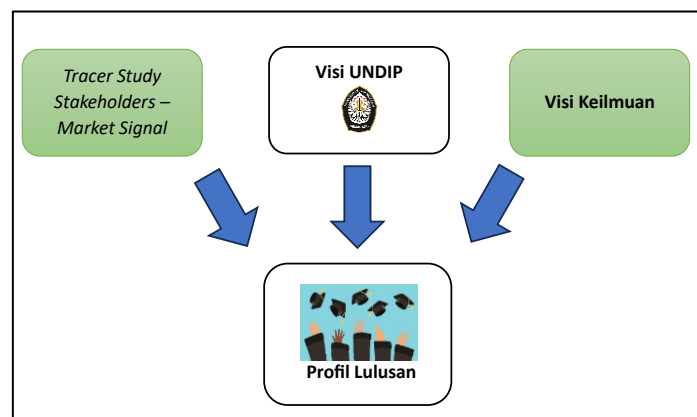 Tracer Study
Stakeholders –
Market Signal
Visi UNDIP
Visi Keilmuan
Profil Lulusan